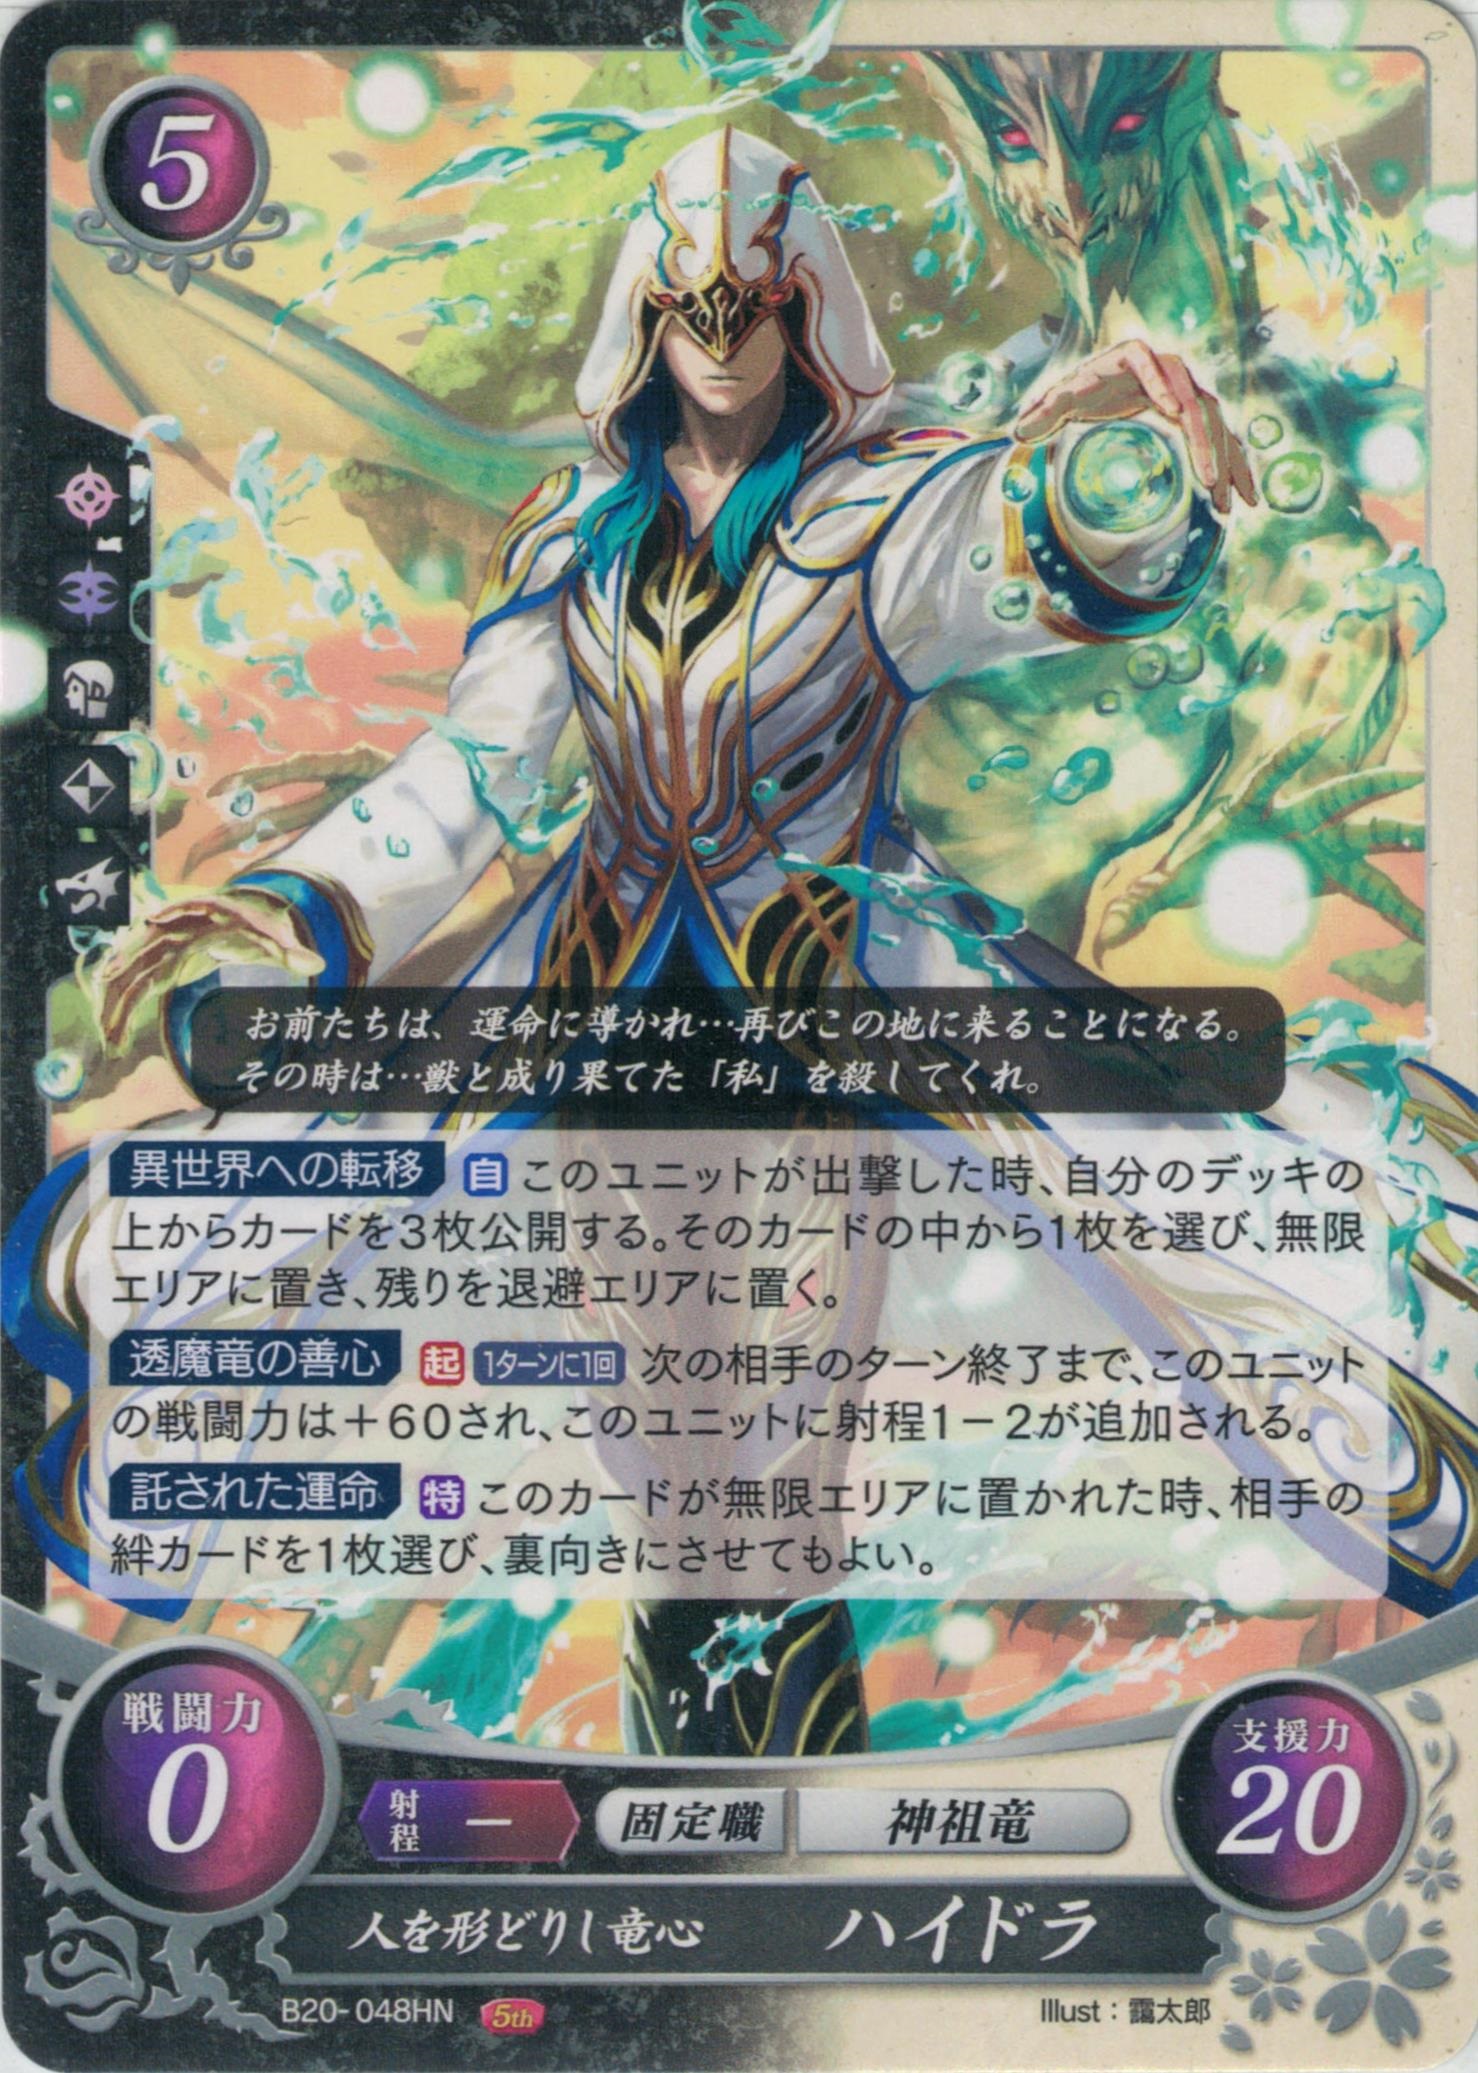 5
お前たちは、運命に導かれ…再びこの地に来ることになる。
その時は…獣と成り果てた「私」を殺してくれ。
異世界への転移 自 このユニットが出撃した時、自分のデッキの
上からカードを3枚公開する。そのカードの中から1枚を選び、無限
エリアに置き、残りを退避エリアに置く。
透魔竜の善心 起 1ターンに1回 次の相手のターン終了まで、このユニット
の戦闘力は＋60され、このユニットに射程1－2が追加される。
託された運命 特 このカードが無限エリアに置かれた時、相手の
絆カードを1枚選び、裏向きにさせてもよい。
戦闘力
0
射程 －
固定職 神祖竜
支援力
20
人を形どりし竜心 ハイドラ
B20-048HN 5th
Illust：靄太郎